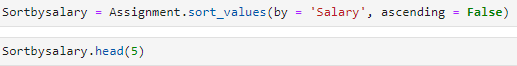 Sortbysalary = Assignment.sort_values(by = 'Salary', ascending = False)
Sortbysalary.head(5)